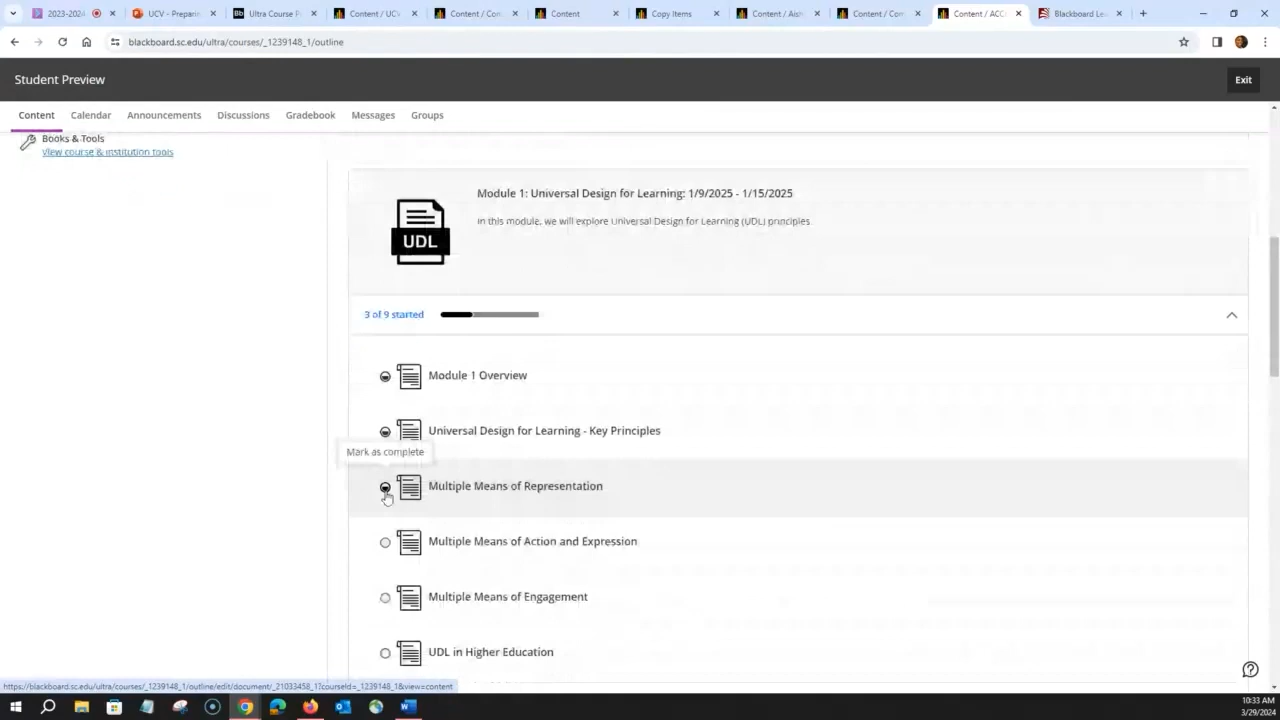 2023-2024
UCV - Preparin
Ultra Course P
Content / UCV
Content / Con
Content
Copy Items
Content / Aish
Content / Com
Content / ACC
Blackboard Lea
blackboard.sc.edu/ultra/courses/_1239148_1/outline
Student Preview
Exit
Content
Calendar
Announcements
Discussions
Gradebook
Messages
Groups
Books & Tools
View course & institution tools
Module 1: Universal Design for Learning: 1/9/2025 - 1/15/2025
In this module, we will explore Universal Design for Learning (UDL) principles.
UDL
3 of 9 started
Module 1 Overview
Universal Design for Learning - Key Principles
Mark as complete
Multiple Means of Representation
Multiple Means of Action and Expression
Multiple Means of Engagement
UDL in Higher Education
https://blackboard.sc.edu/ultra/courses/_1239148_1/outline/edit/document/_21033458_1?courseId=_1239148_1&view=content
10:33 AM
3/29/2024